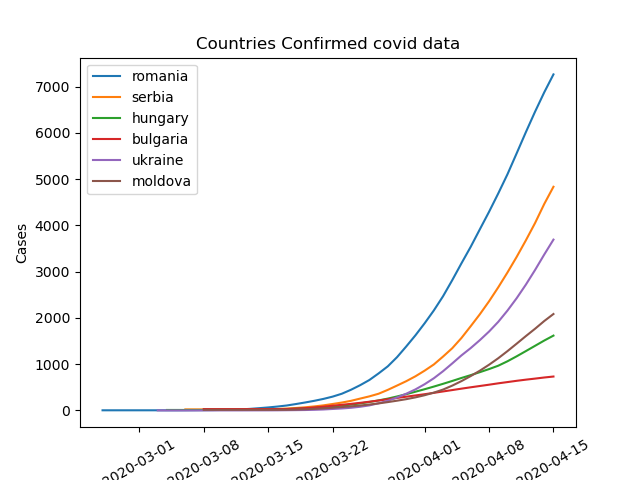 Countries Confirmed covid data
romania
serbia
hungary
bulgaria
ukraine
moldova
Cases
7000
6000
5000
4000
3000
2000
1000
0
2020-03-01
2020-03-08
2020-03-15
2020-03-22
2020-04-01
2020-04-08
2020-04-15